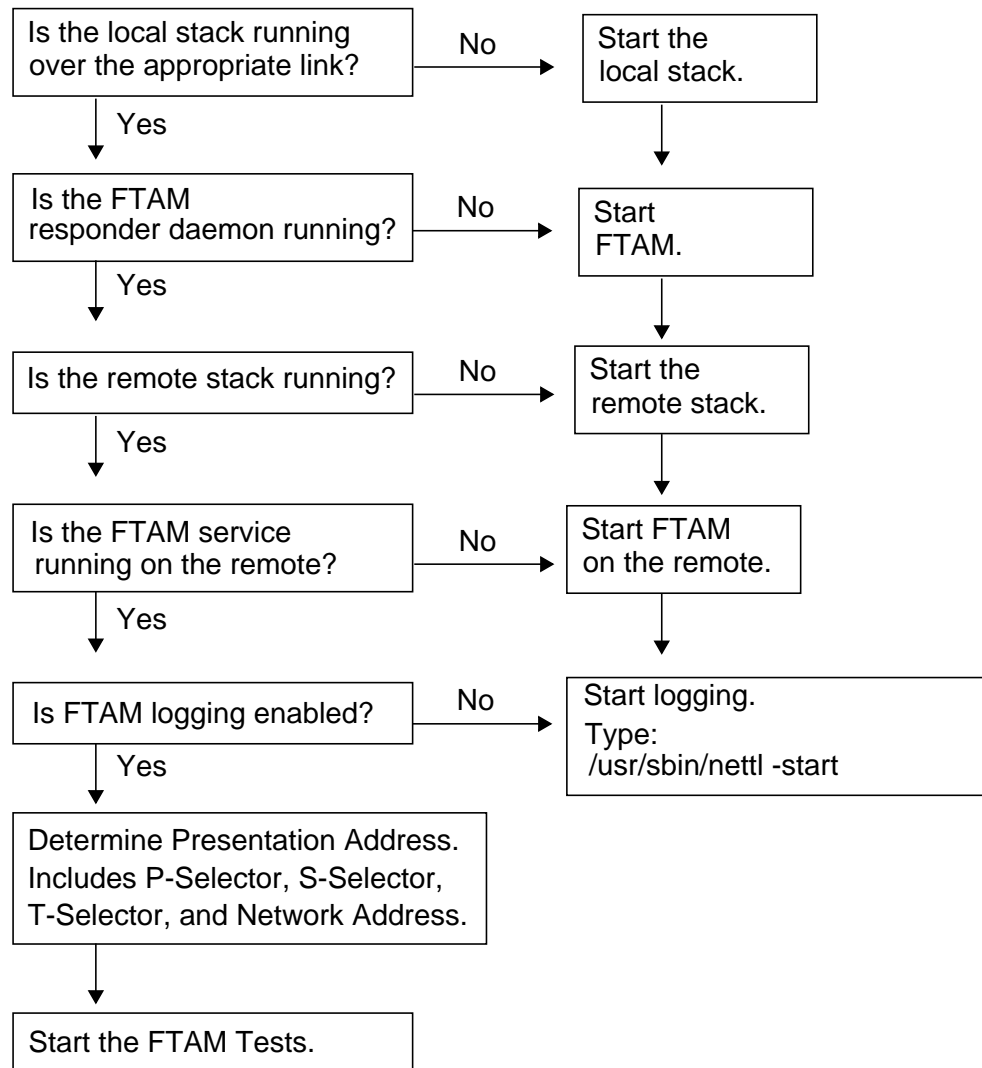 Is the local stack running
over the appropriate link?
No
Start the
local stack.
Yes
Is the FTAM
responder daemon running?
No
Start
FTAM.
Yes
Is the remote stack running?
No
Start the
remote stack.
Yes
Is the FTAM service
running on the remote?
No
Start FTAM
on the remote.
Yes
Is FTAM logging enabled?
No
Start logging.
Type:
/usr/sbin/nettl -start
Yes
Determine Presentation Address.
Includes P-Selector, S-Selector,
T-Selector, and Network Address.
Start the FTAM Tests.